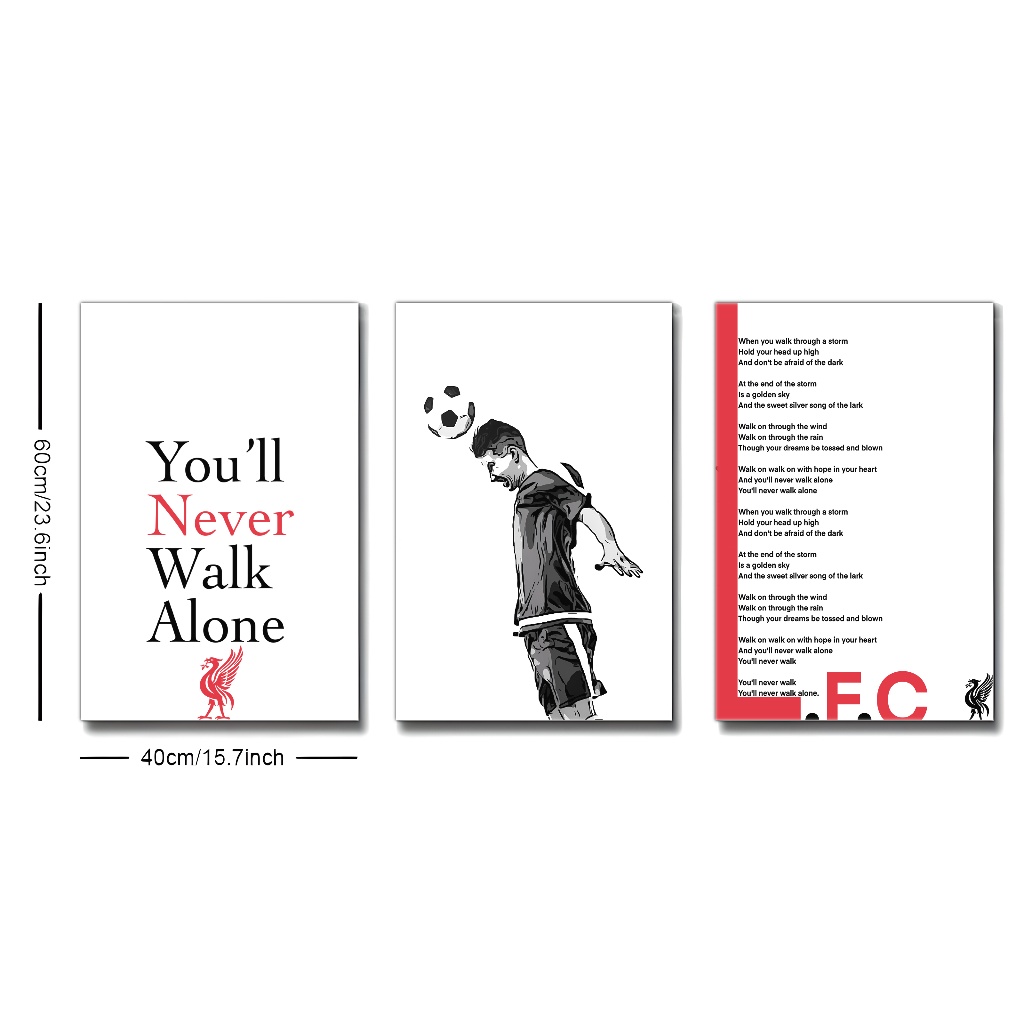 60cm/23.6inch
You'll
Never
Walk
Alone
40cm/15.7inch
When you walk through a storm
Hold your head up high
And don't be afraid of the dark
At the end of the storm
Is a golden sky
And the sweet silver song of the lark
Walk on through the wind
Walk on through the rain
Though your dreams be tossed and blown
Walk on walk on with hope in your heart
And you'll never walk alone
You'll never walk alone
When you walk through a storm
Hold your head up high
And don't be afraid of the dark
At the end of the storm
Is a golden sky
And the sweet silver song of the lark
Walk on through the wind
Walk on through the rain
Though your dreams be tossed and blown
Walk on walk on with hope in your heart
And you'll never walk alone
You'll never walk
You'll never walk
You'll never walk alone.
L.F.C